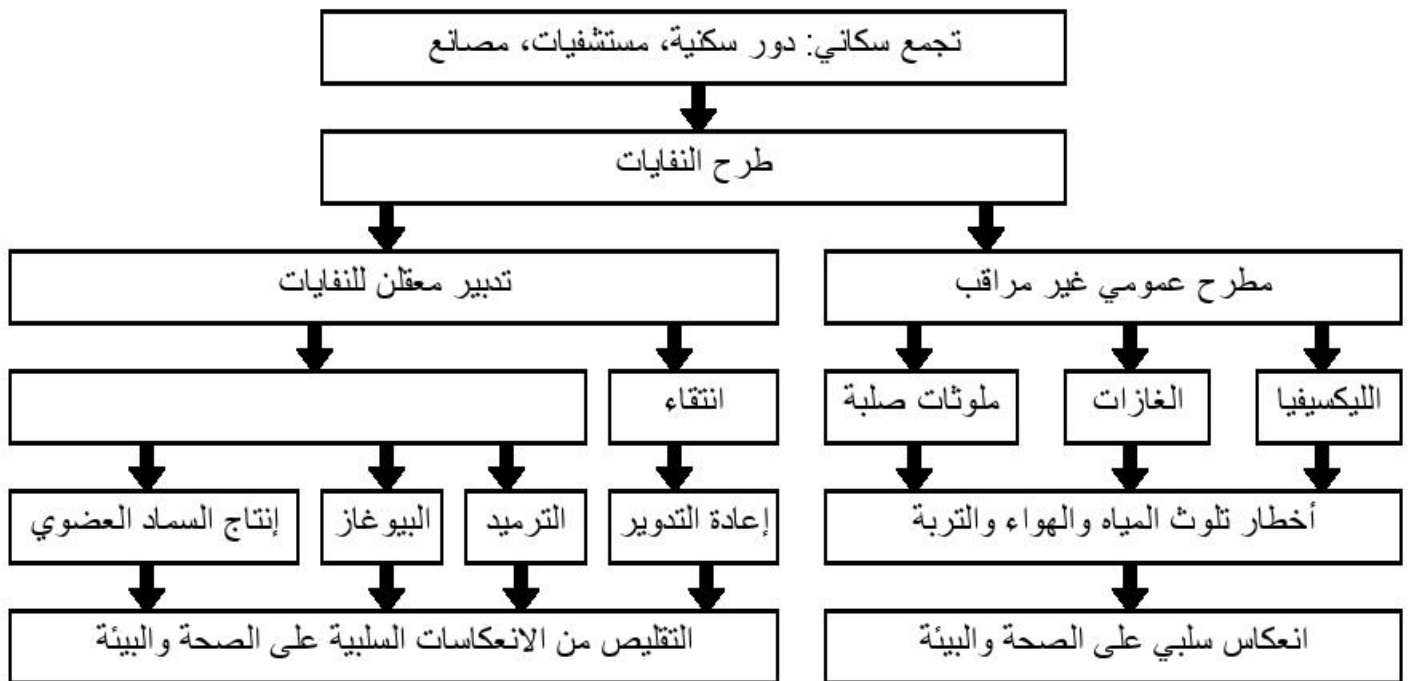 تجمع سكاني: دور سكنية، مستشفيات، مصانع
طرح النفايات
مطرح عمومي غير مراقب
تدبير معقلن للنفايات
الليكسيفيا
الغازات
ملوثات صلبة
انتقاء
أخطار تلوث المياه والهواء والتربة
إعادة التدوير
الترميد
البيوغاز
إنتاج السماد العضوي
انعكاس سلبي على الصحة والبيئة
التقليص من الانعكاسات السلبية على الصحة والبيئة